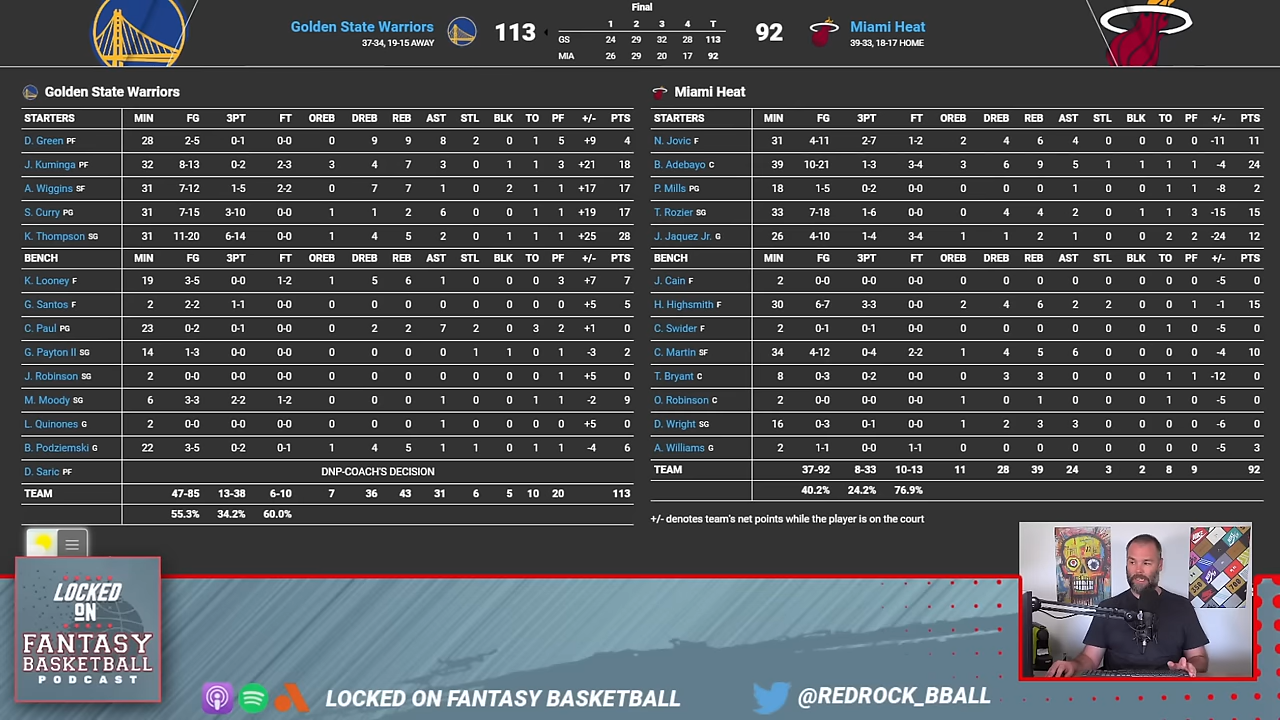 Final
Golden State Warriors
37-34, 19-15 AWAY
113
1 2 3 4 T
GS 24 29 32 28 113
MIA 26 29 20 17 92
92
Miami Heat
39-33, 18-17 HOME
Golden State Warriors
STARTERS MIN FG 3PT FT OREB DREB REB AST STL BLK TO PF +/- PTS
D. Green PF 28 2-5 0-1 0-0 0 9 9 8 2 0 1 5 +9 4
J. Kuminga PF 32 8-13 0-2 2-3 3 4 7 3 0 1 1 3 +21 18
A. Wiggins SF 31 7-12 1-5 2-2 0 7 7 1 0 2 1 1 +17 17
S. Curry PG 31 7-15 3-10 0-0 1 1 2 6 0 0 1 1 +19 17
K. Thompson SG 31 11-20 6-14 0-0 1 4 5 2 0 1 1 1 +25 28
BENCH MIN FG 3PT FT OREB DREB REB AST STL BLK TO PF +/- PTS
K. Looney F 19 3-5 0-0 1-2 1 5 6 1 0 0 0 3 +7 7
G. Santos F 2 2-2 1-1 0-0 0 0 0 0 0 0 0 0 +5 5
C. Paul PG 23 0-2 0-1 0-0 0 2 2 7 2 0 3 2 +1 0
G. Payton II SG 14 1-3 0-0 0-0 0 0 0 0 1 1 0 1 -3 2
J. Robinson SG 2 0-0 0-0 0-0 0 0 0 0 0 0 0 1 +5 0
M. Moody SG 6 3-3 2-2 1-2 0 0 0 1 0 0 1 1 -2 9
L. Quinones G 2 0-0 0-0 0-0 0 0 0 1 0 0 0 0 +5 0
B. Podziemski G 22 3-5 0-2 0-1 1 4 5 1 1 0 1 1 -4 6
D. Saric PF DNP-COACH'S DECISION
TEAM 47-85 13-38 6-10 7 36 43 31 6 5 10 20 113
55.3% 34.2% 60.0%
Miami Heat
STARTERS MIN FG 3PT FT OREB DREB REB AST STL BLK TO PF +/- PTS
N. Jovic F 31 4-11 2-7 1-2 2 4 6 4 0 0 0 0 -11 11
B. Adebayo C 39 10-21 1-3 3-4 3 6 9 5 1 1 1 1 -4 24
P. Mills PG 18 1-5 0-2 0-0 0 0 0 1 0 0 1 1 -8 2
T. Rozier SG 33 7-18 1-6 0-0 0 4 4 2 0 1 1 3 -15 15
J. Jaquez Jr. G 26 4-10 1-4 3-4 1 1 2 1 0 0 2 2 -24 12
BENCH MIN FG 3PT FT OREB DREB REB AST STL BLK TO PF +/- PTS
J. Cain F 2 0-0 0-0 0-0 0 0 0 0 0 0 0 0 -5 0
H. Highsmith F 30 6-7 3-3 0-0 2 4 6 2 2 0 0 1 -1 15
C. Swider F 2 0-1 0-1 0-0 0 0 0 0 0 0 1 0 -5 0
C. Martin SF 34 4-12 0-4 2-2 1 4 5 6 0 0 0 0 -4 10
T. Bryant C 8 0-3 0-2 0-0 0 3 3 0 0 0 1 1 -12 0
O. Robinson C 2 0-0 0-0 0-0 1 0 1 0 0 0 1 0 -5 0
D. Wright SG 16 0-3 0-1 0-0 1 2 3 3 0 0 0 0 -6 0
A. Williams G 2 1-1 0-0 1-1 0 0 0 0 0 0 0 0 -5 3
TEAM 37-92 8-33 10-13 11 28 39 24 3 2 8 9 92
40.2% 24.2% 76.9%
+/- denotes team's net points while the player is on the court
LOCKED
ON
FANTASY
BASKETBALL
PODCAST
LOCKED ON FANTASY BASKETBALL
@REDROCK_BBALL